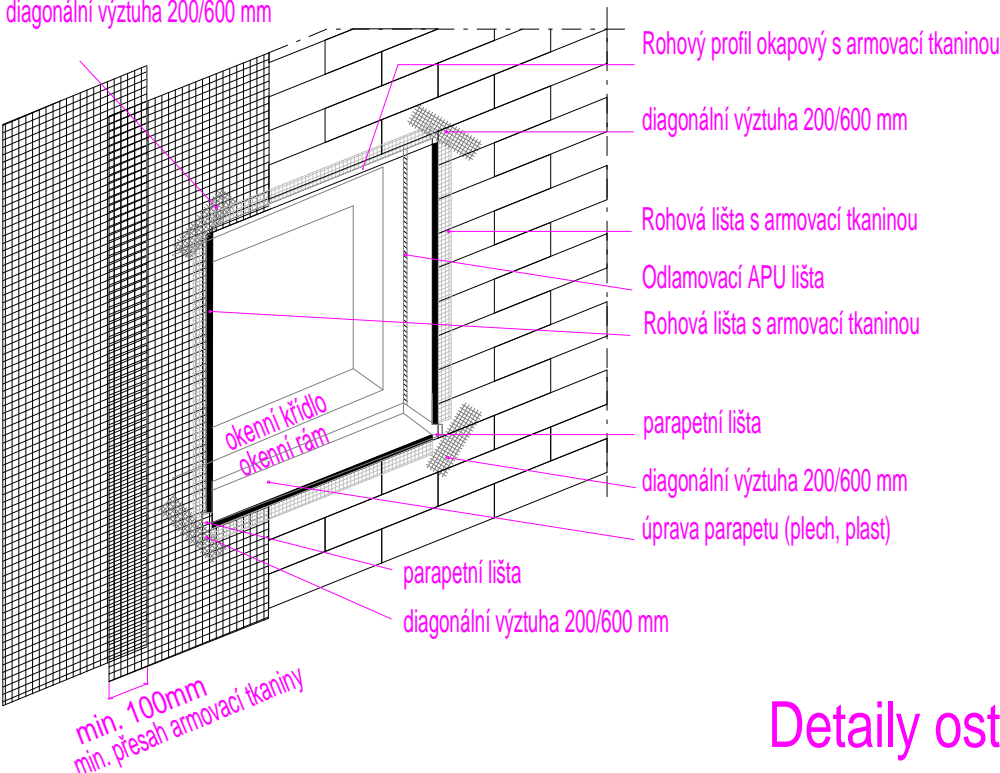 diagonální výztuha 200/600 mm
Rohový profil okapový s armovací tkaninou
diagonální výztuha 200/600 mm
Rohová lišta s armovací tkaninou
Odlamovací APU lišta
Rohová lišta s armovací tkaninou
okenní křídlo
okenní rám
parapetní lišta
diagonální výztuha 200/600 mm
úprava parapetu (plech, plast)
parapetní lišta
diagonální výztuha 200/600 mm
min. 100mm
min. přesah armovací tkaniny
Detaily ost